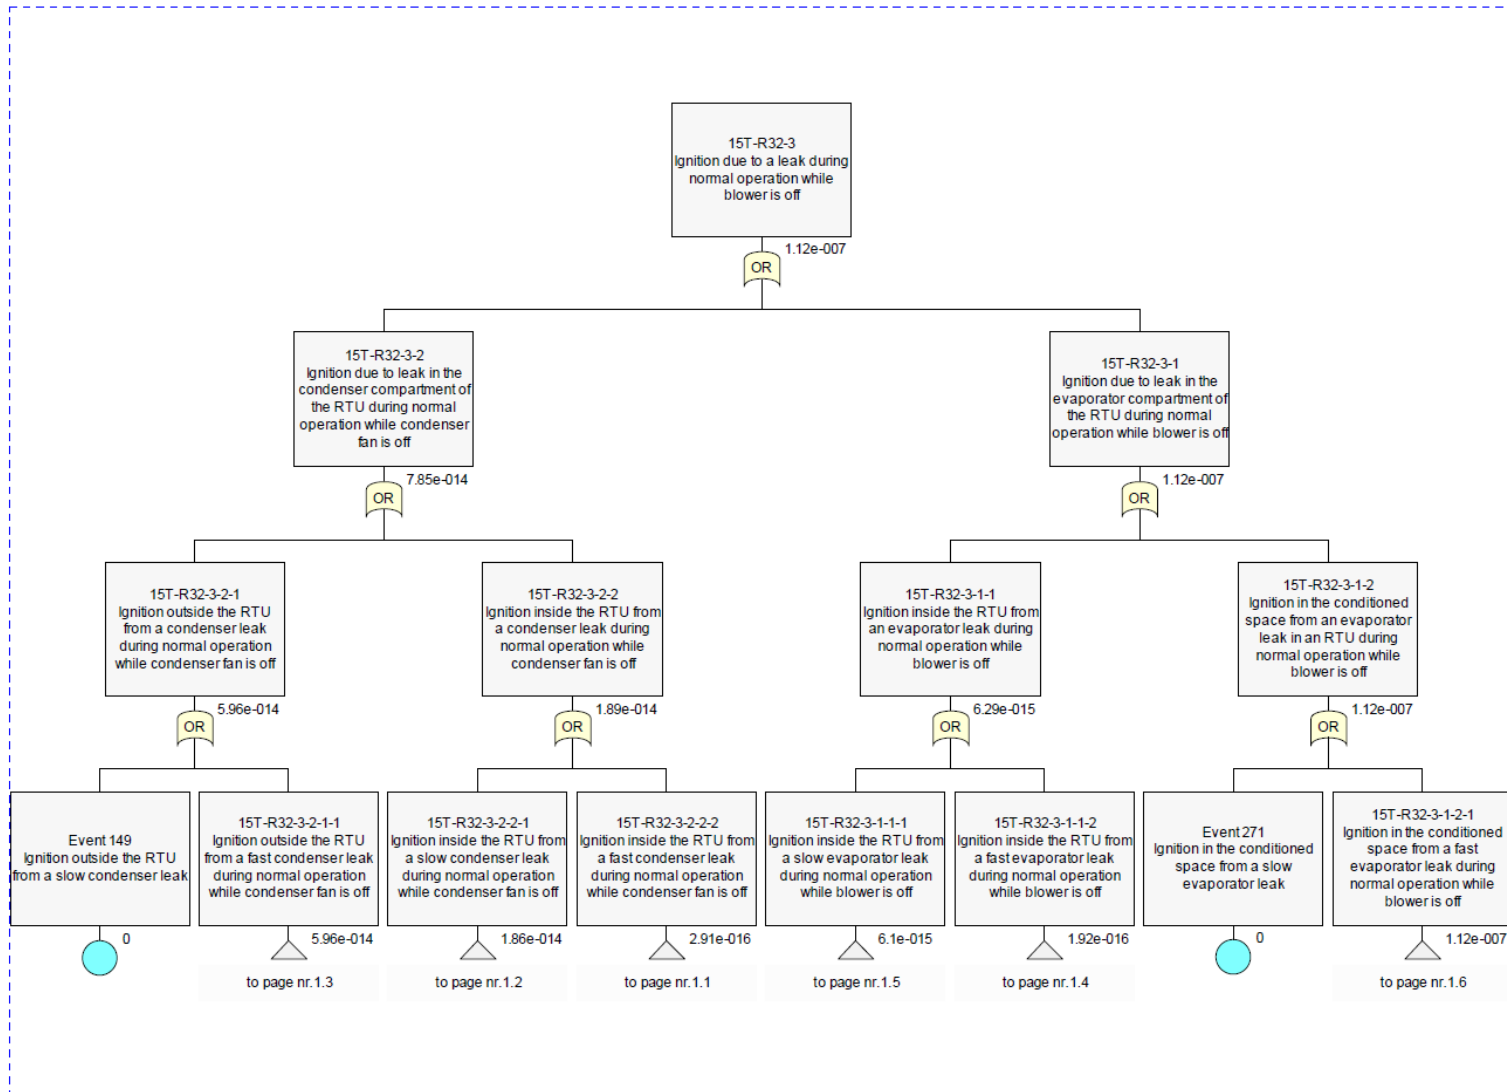 15T-R32-3
Ignition due to a leak during
normal operation while
blower is off
1.12e-007
OR
15T-R32-3-2
Ignition due to leak in the
condenser compartment of
the RTU during normal
operation while condenser
fan is off
7.85e-014
OR
15T-R32-3-1
Ignition due to leak in the
evaporator compartment of
the RTU during normal
operation while blower is off
1.12e-007
OR
15T-R32-3-2-1
Ignition outside the RTU
from a condenser leak
during normal operation
while condenser fan is off
5.96e-014
OR
15T-R32-3-2-2
Ignition inside the RTU from
a condenser leak during
normal operation while
condenser fan is off
1.89e-014
OR
15T-R32-3-1-1
Ignition inside the RTU from
an evaporator leak during
normal operation while
blower is off
6.29e-015
OR
15T-R32-3-1-2
Ignition in the conditioned
space from an evaporator
leak in an RTU during
normal operation while
blower is off
1.12e-007
OR
Event 149
Ignition outside the RTU
from a slow condenser leak
0
15T-R32-3-2-1-1
Ignition outside the RTU
from a fast condenser leak
during normal operation
while condenser fan is off
5.96e-014
to page nr.1.3
15T-R32-3-2-2-1
Ignition inside the RTU from
a slow condenser leak
during normal operation
while condenser fan is off
1.86e-014
to page nr.1.2
15T-R32-3-2-2-2
Ignition inside the RTU from
a fast condenser leak
during normal operation
while condenser fan is off
2.91e-016
to page nr.1.1
15T-R32-3-1-1-1
Ignition inside the RTU from
a slow evaporator leak
during normal operation
while blower is off
6.1e-015
to page nr.1.5
15T-R32-3-1-1-2
Ignition inside the RTU from
a fast evaporator leak
during normal operation
while blower is off
1.92e-016
to page nr.1.4
Event 271
Ignition in the conditioned
space from a slow
evaporator leak
0
15T-R32-3-1-2-1
Ignition in the conditioned
space from a fast
evaporator leak during
normal operation while
blower is off
1.12e-007
to page nr.1.6